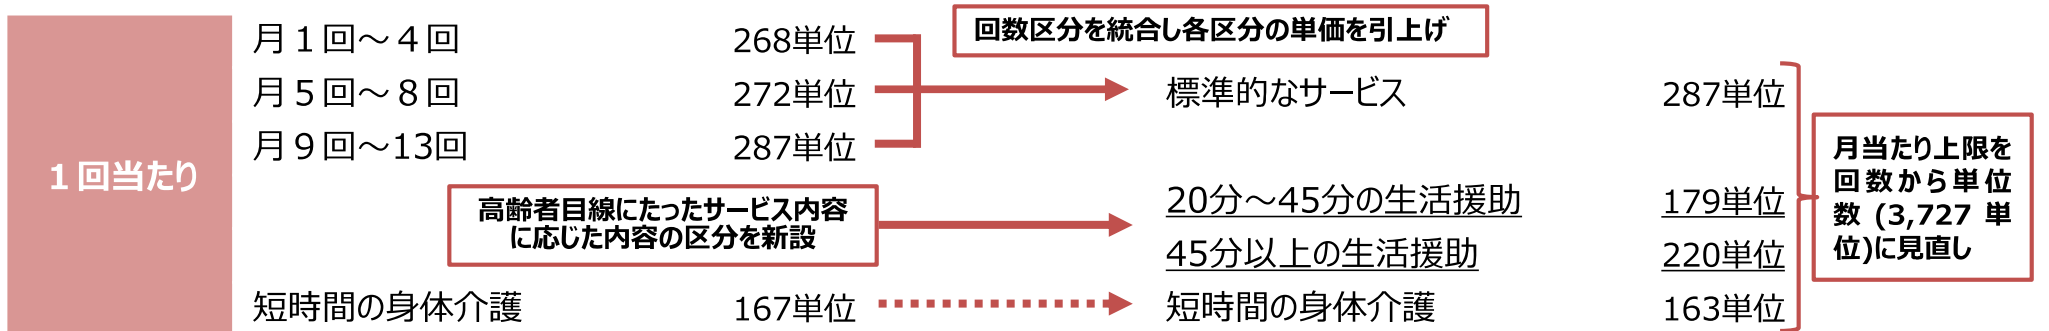 1回当たり
月1回～4回 268単位
月5回～8回 272単位
月9回～13回 287単位
回数区分を統合し各区分の単価を引上げ
標準的なサービス 287単位
高齢者目線にたったサービス内容
に応じた内容の区分を新設
20分～45分の生活援助 179単位
45分以上の生活援助 220単位
短時間の身体介護 167単位
短時間の身体介護 163単位
月当たり上限を
回数から単位
数(3,727単
位)に見直し